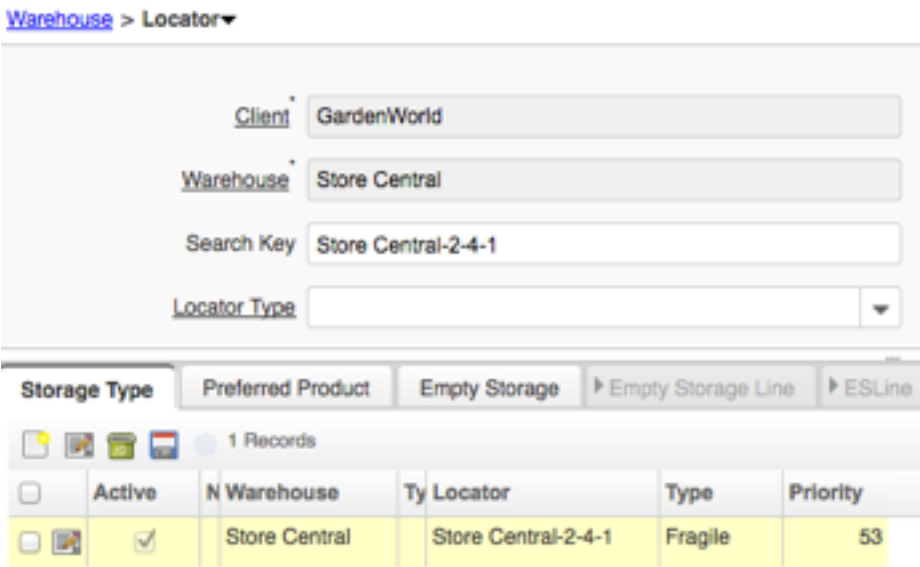 Warehouse > Locator
Client*
GardenWorld
Warehouse*
Store Central
Search Key
Store Central-2-4-1
Locator Type
Storage Type Preferred Product Empty Storage Empty Storage Line ESLine
1 Records
Active N Warehouse Ty Locator Type Priority
Store Central Store Central-2-4-1 Fragile 53